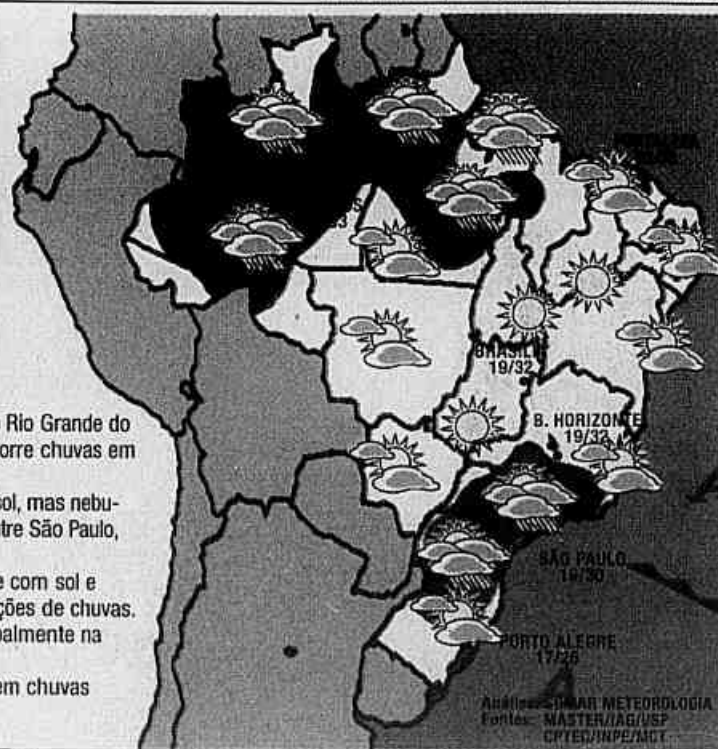 Rio Grande do
orre chuvas em
sol, mas nebu-
tre São Paulo,
e com sol e
ções de chuvas.
palmente na
em chuvas
BRASÍLIA
19/32
B. HORIZONTE
19/32
SÃO PAULO
19/30
PORTO ALEGRE
17/26
Análise: SOMAR METEOROLOGIA
Fontes: MASTER/IAG/USP
CPTEC/INPE/MCT